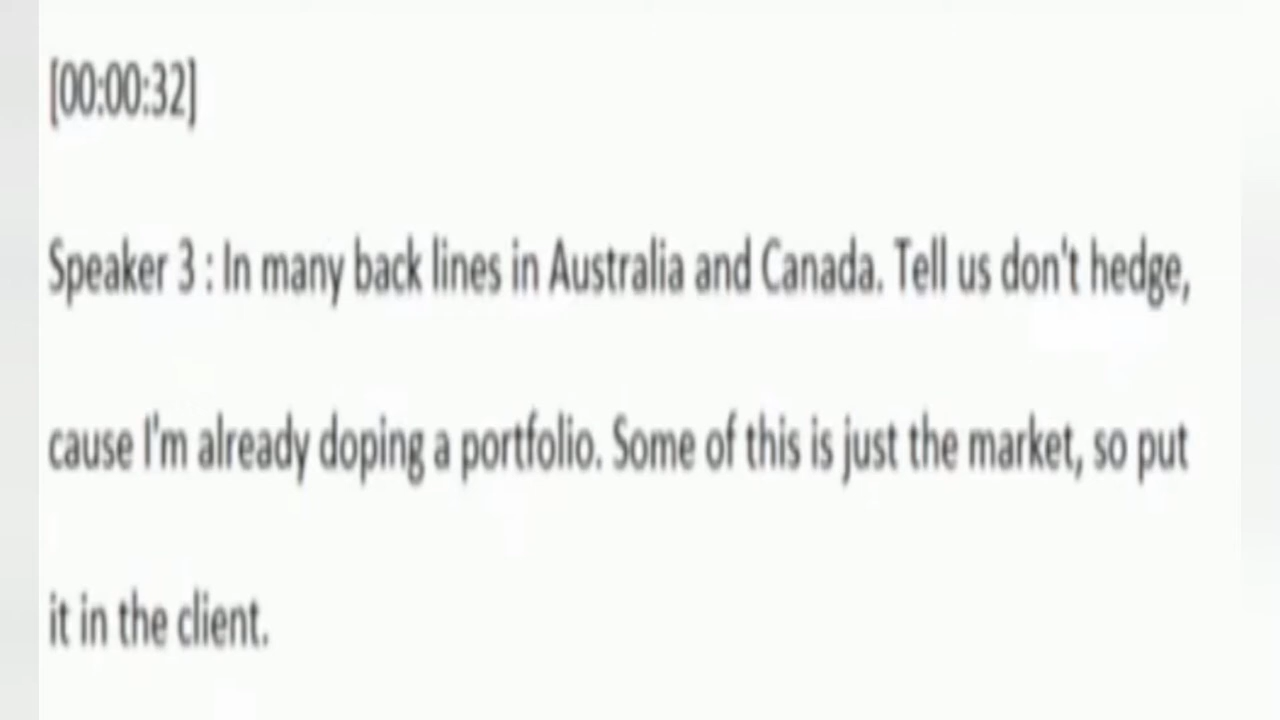 [00:00:32]
Speaker 3 : In many back lines in Australia and Canada. Tell us don't hedge,
cause I'm already doping a portfolio. Some of this is just the market, so put
it in the client.